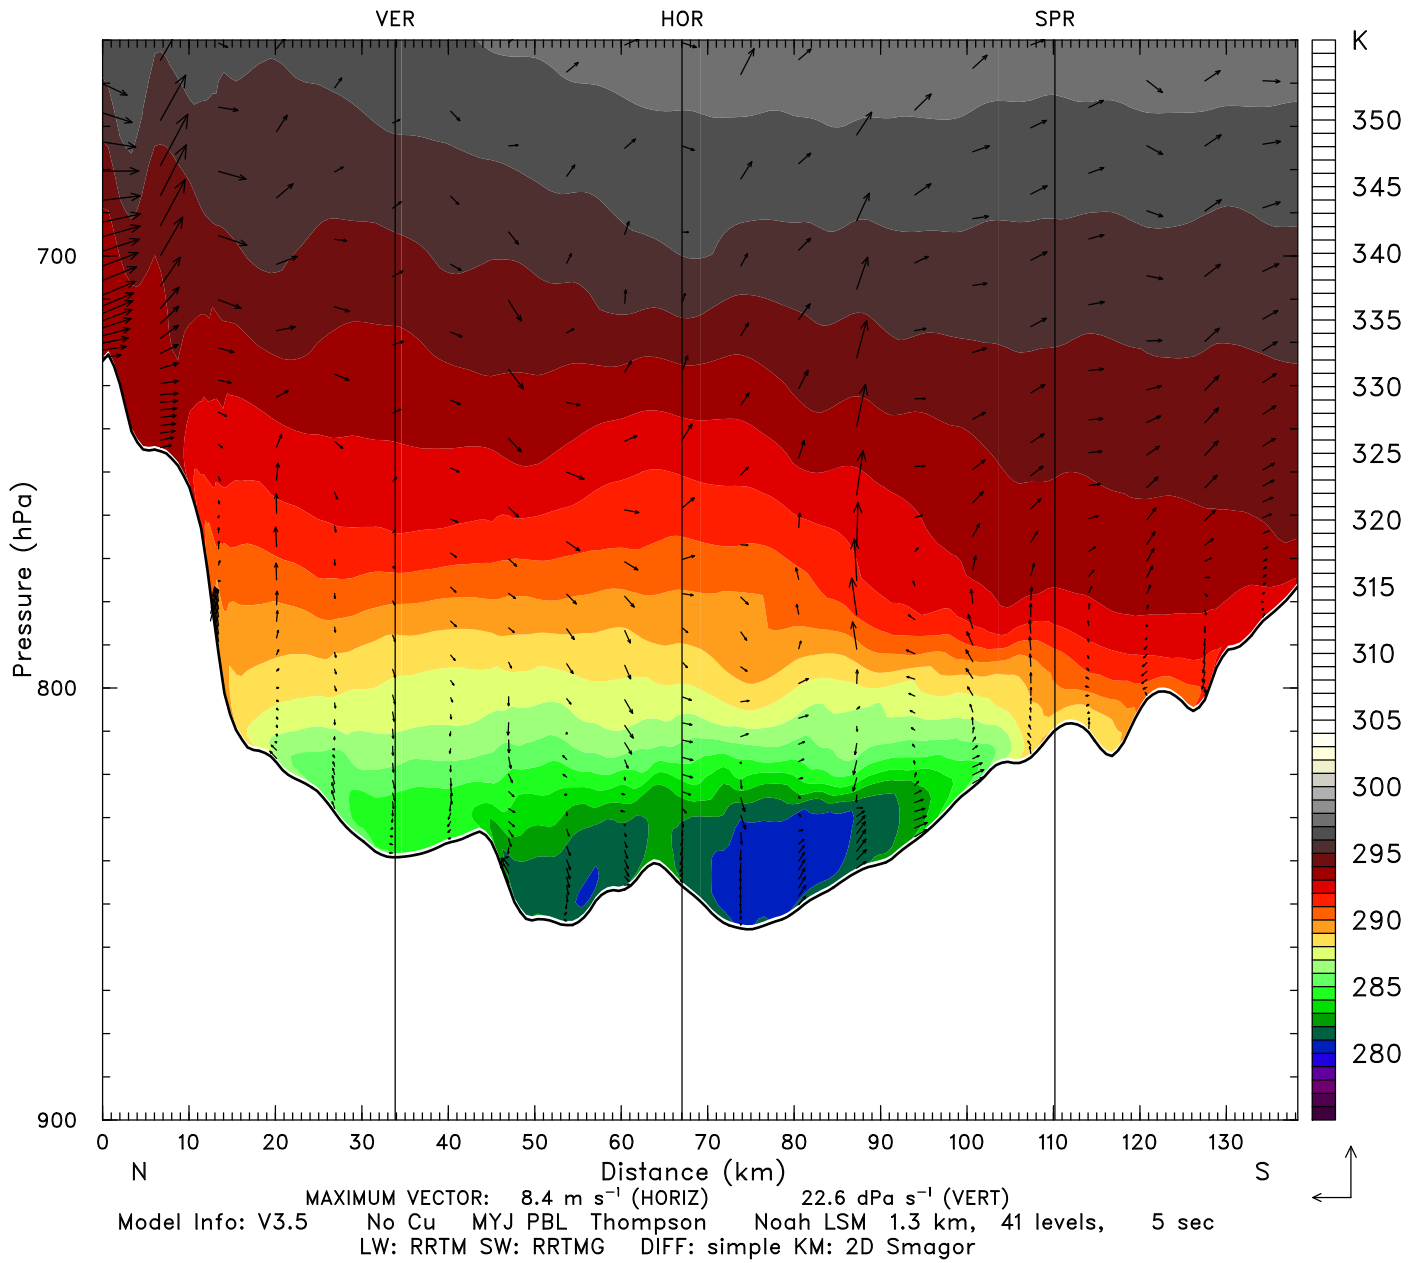 VER HOR SPR
K
350
345
340
700
335
330
325
320
Pressure (hPa)
315
310
800
305
300
295
290
285
280
900
0 10 20 30 40 50 60 70 80 90 100 110 120 130
N Distance (km) S
MAXIMUM VECTOR: 8.4 m s⁻¹ (HORIZ) 22.6 dPa s⁻¹ (VERT)
Model Info: V3.5 No Cu MYJ PBL Thompson Noah LSM 1.3 km, 41 levels, 5 sec
LW: RRTM SW: RRTMG DIFF: simple KM: 2D Smagor